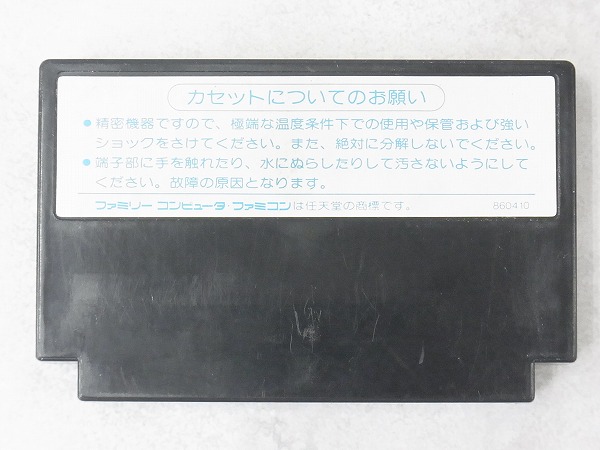 カセットについてのお願い
●精密機器ですので、極端な温度条件下での使用や保管および強い
ショックをさけてください。また、絶対に分解しないでください。
●端子部に手を触れたり、水にぬらしたりして汚さないようにして
ください。故障の原因となります。
ファミリーコンピュータ・ファミコンは任天堂の商標です。 860410